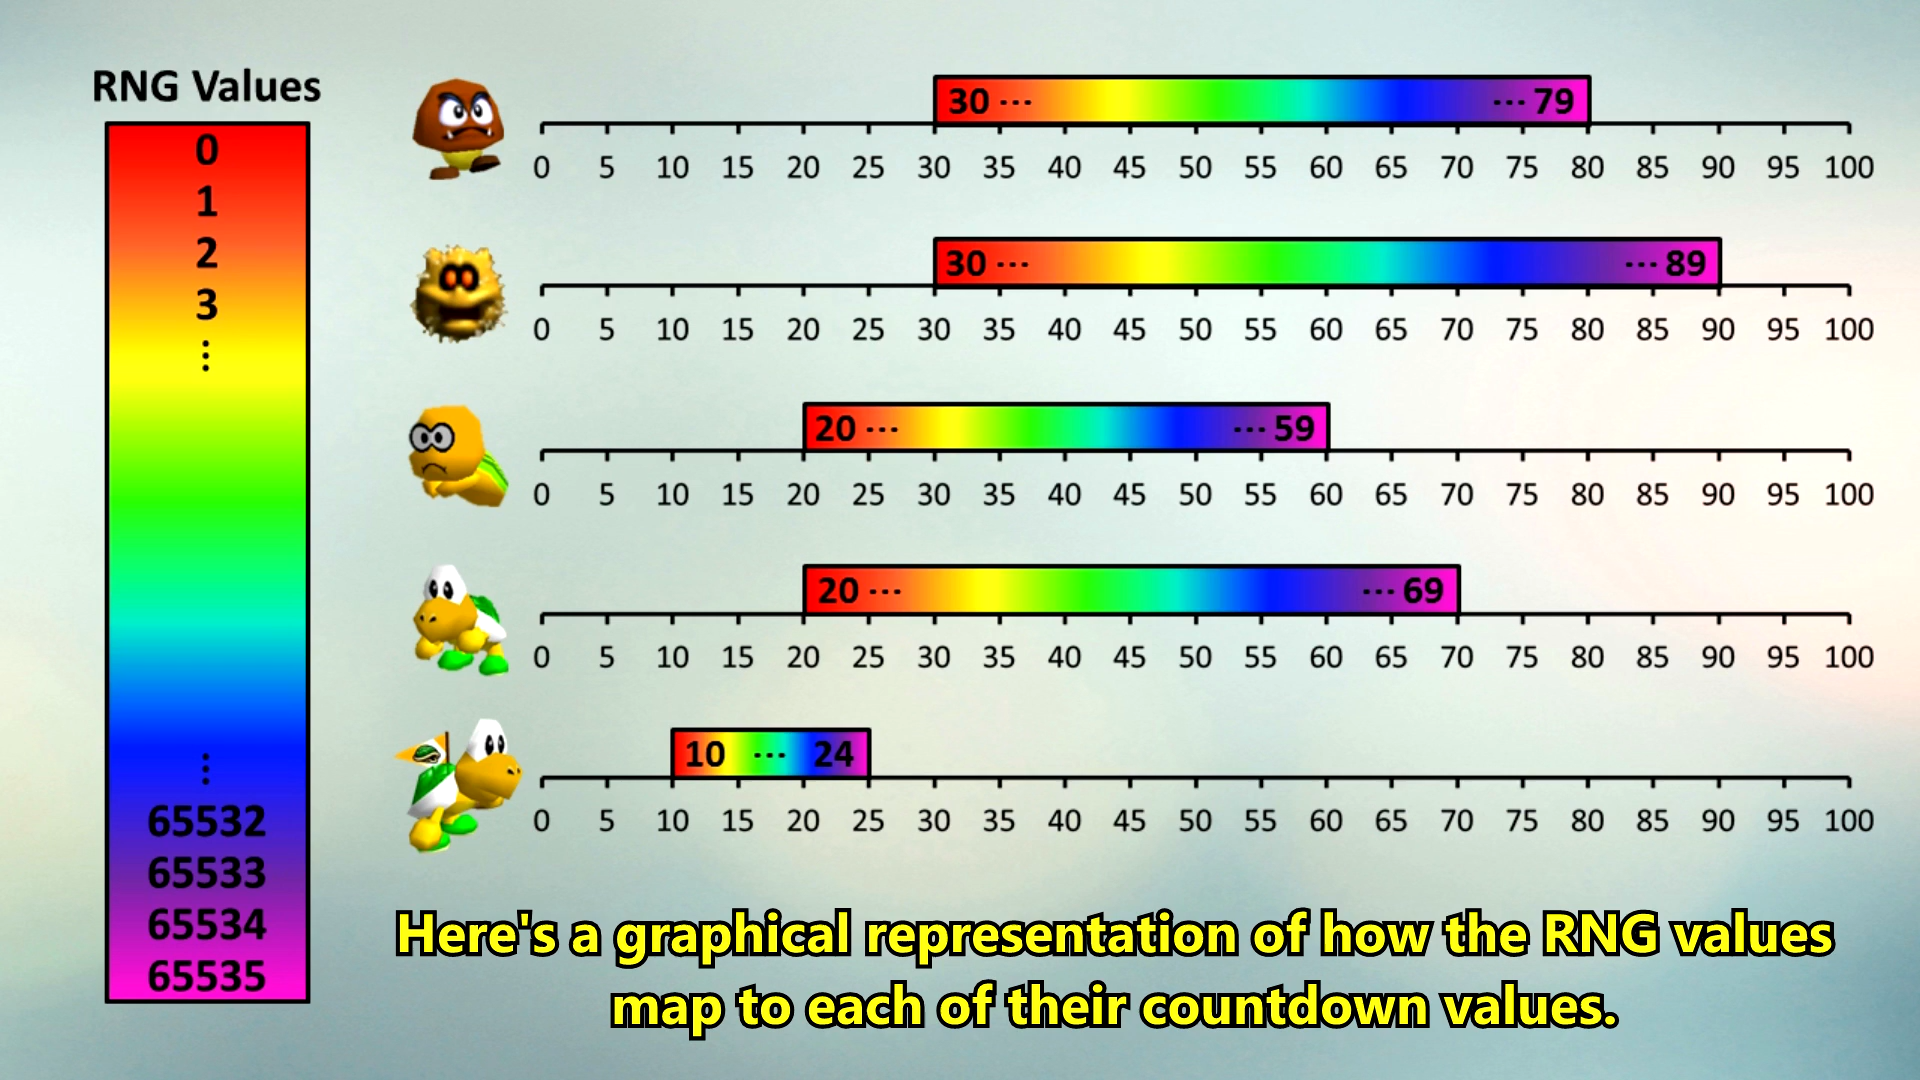 RNG Values
0
1
2
3
⋮
⋮
65532
65533
65534
65535
30 ··· ··· 79
0 5 10 15 20 25 30 35 40 45 50 55 60 65 70 75 80 85 90 95 100
30 ··· ··· 89
0 5 10 15 20 25 30 35 40 45 50 55 60 65 70 75 80 85 90 95 100
20 ··· ··· 59
0 5 10 15 20 25 30 35 40 45 50 55 60 65 70 75 80 85 90 95 100
20 ··· ··· 69
0 5 10 15 20 25 30 35 40 45 50 55 60 65 70 75 80 85 90 95 100
10 ··· 24
0 5 10 15 20 25 30 35 40 45 50 55 60 65 70 75 80 85 90 95 100
Here's a graphical representation of how the RNG values
map to each of their countdown values.